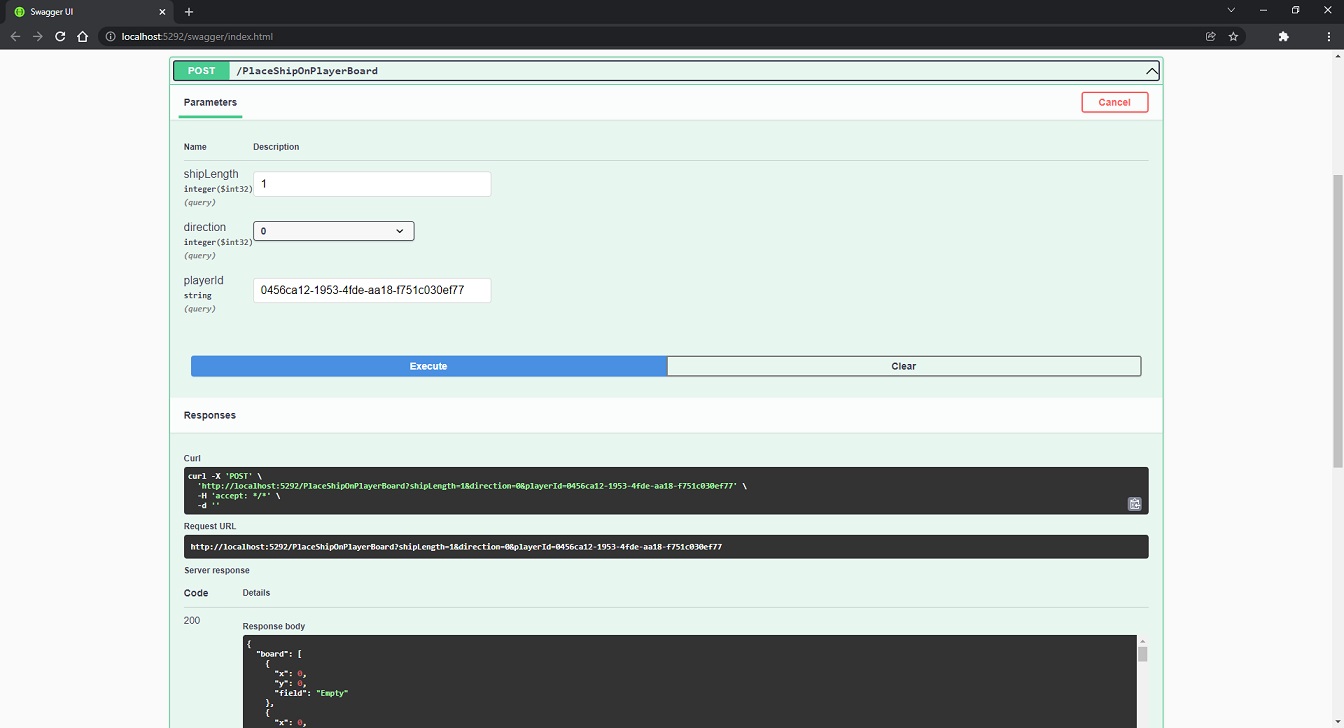 Swagger UI
localhost:5292/swagger/index.html
POST /PlaceShipOnPlayerBoard
Parameters Cancel
Name Description
shipLength
integer($int32)
(query)
1
direction
integer($int32)
(query)
0
playerId
string
(query)
0456ca12-1953-4fde-aa18-f751c030ef77
Execute Clear
Responses
Curl
curl -X 'POST' \
'http://localhost:5292/PlaceShipOnPlayerBoard?shipLength=1&direction=0&playerId=0456ca12-1953-4fde-aa18-f751c030ef77' \
-H 'accept: */*' \
-d ''
Request URL
http://localhost:5292/PlaceShipOnPlayerBoard?shipLength=1&direction=0&playerId=0456ca12-1953-4fde-aa18-f751c030ef77
Server response
Code Details
200
Response body
{
"board": [
{
"x": 0,
"y": 0,
"field": "Empty"
},
{
"x": 0,